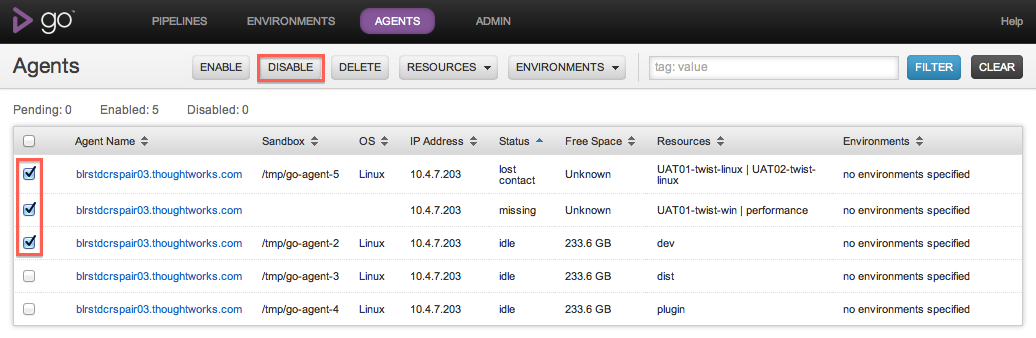 go PIPELINES ENVIRONMENTS AGENTS ADMIN Help
Agents ENABLE DISABLE DELETE RESOURCES ENVIRONMENTS tag: value FILTER CLEAR
Pending: 0 Enabled: 5 Disabled: 0
Agent Name Sandbox OS IP Address Status Free Space Resources Environments
blrstdcrspair03.thoughtworks.com /tmp/go-agent-5 Linux 10.4.7.203 lost contact Unknown UAT01-twist-linux | UAT02-twist-linux no environments specified
blrstdcrspair03.thoughtworks.com 10.4.7.203 missing Unknown UAT01-twist-win | performance no environments specified
blrstdcrspair03.thoughtworks.com /tmp/go-agent-2 Linux 10.4.7.203 idle 233.6 GB dev no environments specified
blrstdcrspair03.thoughtworks.com /tmp/go-agent-3 Linux 10.4.7.203 idle 233.6 GB dist no environments specified
blrstdcrspair03.thoughtworks.com /tmp/go-agent-4 Linux 10.4.7.203 idle 233.6 GB plugin no environments specified